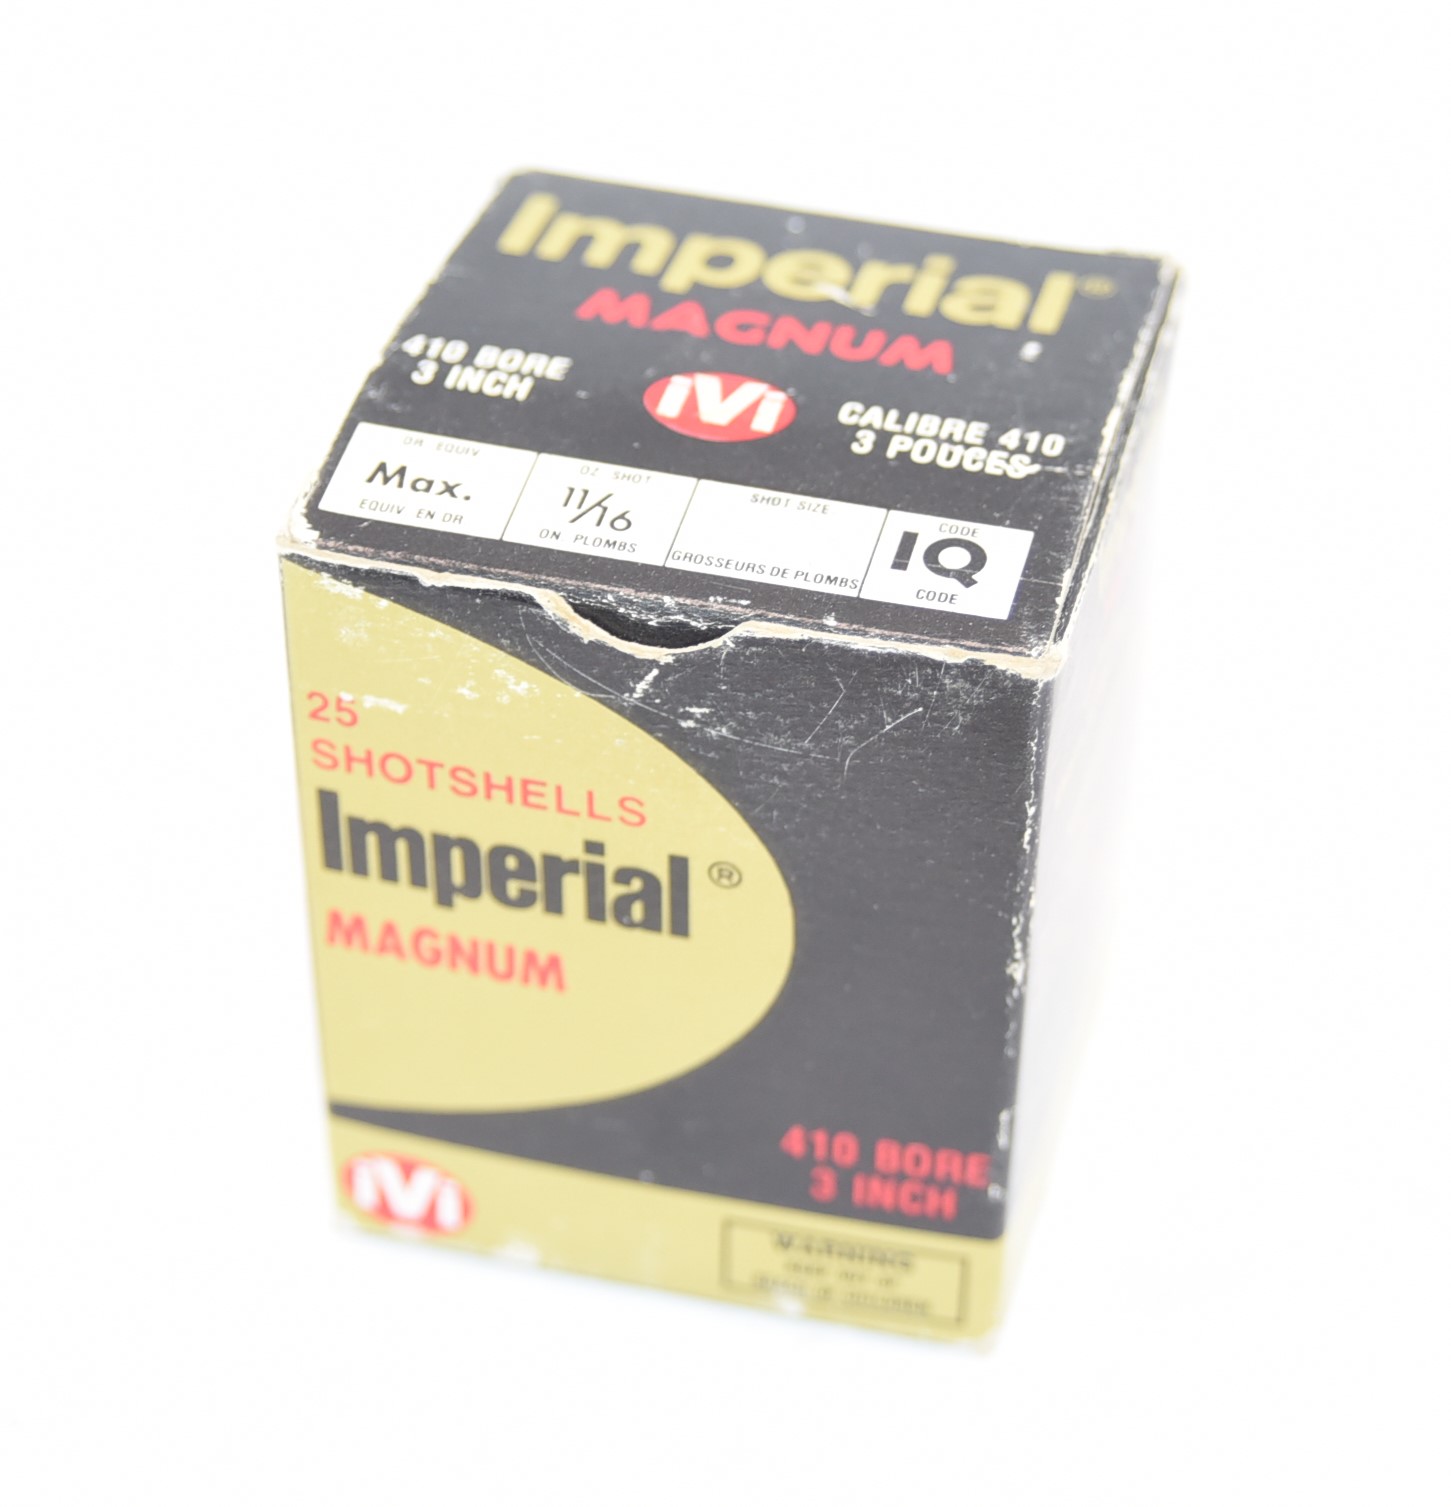 Imperial®
MAGNUM
410 BORE
3 INCH
iVi
CALIBRE 410
3 POUCES
DR EQUIV
Max.
EQUIV EN DR
OZ SHOT
11/16
ON PLOMBS
SHOT SIZE
GROSSEURS DE PLOMBS
CODE
IQ
CODE
25
SHOTSHELLS
Imperial®
MAGNUM
410 BORE
3 INCH
iVi
WARNING